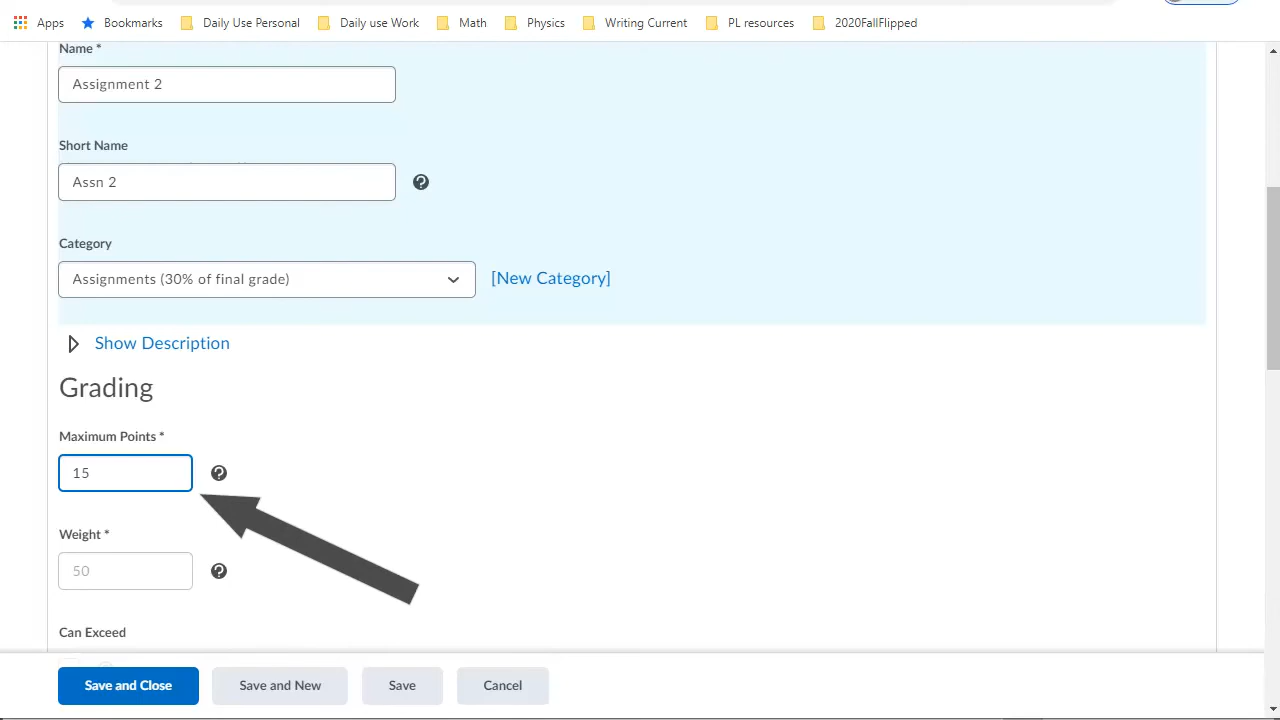 Apps Bookmarks Daily Use Personal Daily use Work Math Physics Writing Current PL resources 2020FallFlipped
Name *
Assignment 2
Short Name
Assn 2
Category
Assignments (30% of final grade) [New Category]
Show Description
Grading
Maximum Points *
15
Weight *
50
Can Exceed
Save and Close Save and New Save Cancel